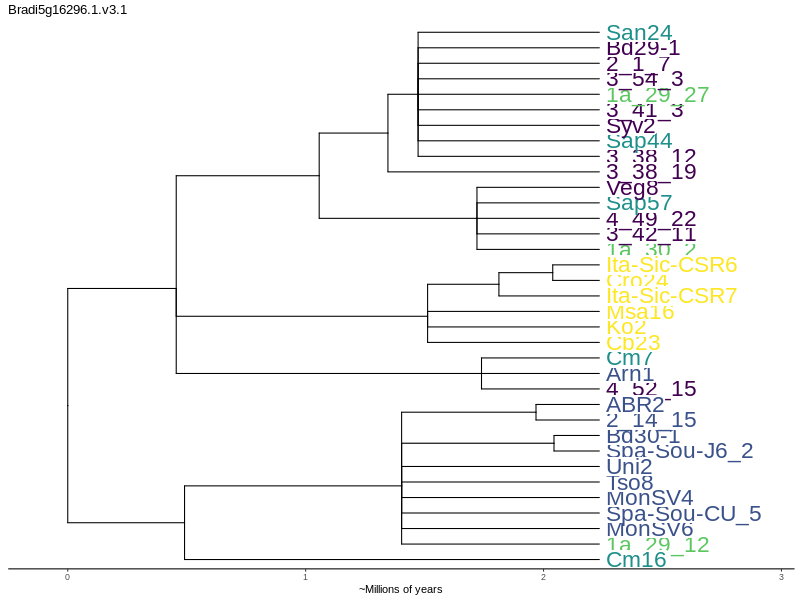 Bradi5g16296.1.v3.1
San24
Bd29-1
2_1_7
3_54_3
1a_29_27
3_41_3
Syv2
Sap44
3_38_12
3_38_19
Veg8
Sap57
4_49_22
3_42_11
1a_30_2
Ita-Sic-CSR6
Cro24
Ita-Sic-CSR7
Msa16
Ko2
Cb23
Cm7
Arn1
4_52_15
ABR2
2_14_15
Bd30-1
Spa-Sou-J6_2
Uni2
Tso8
MonSV4
Spa-Sou-CU_5
MonSV6
1a_29_12
Cm16
0 1 2 3
~Millions of years